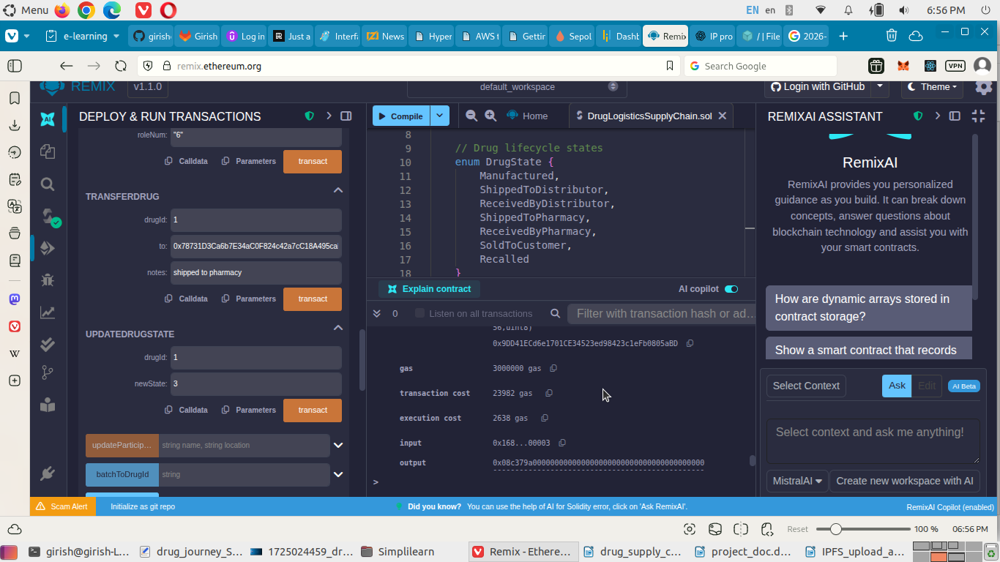 Menu
EN en 6:56 PM
e-learning girish Girish Log in Just a Interf News Hyper AWS t Gettir Sepol Dashb Remix IP pro / | File 2026-
remix.ethereum.org Search Google VPN
REMIX v1.1.0 default_workspace Login with GitHub Theme
AI DEPLOY & RUN TRANSACTIONS
roleNum: "6"
Calldata Parameters transact
TRANSFERDRUG
drugId: 1
to: 0x78731D3Ca6b7E34aC0F824c42a7cC18A495ca
notes: shipped to pharmacy
Calldata Parameters transact
UPDATEDRUGSTATE
drugId: 1
newState: 3
Calldata Parameters transact
updateParticip... string name, string location
batchToDrugId string
Compile Home DrugLogisticsSupplyChain.sol
8
9 // Drug lifecycle states
10 enum DrugState {
11 Manufactured,
12 ShippedToDistributor,
13 ReceivedByDistributor,
14 ShippedToPharmacy,
15 ReceivedByPharmacy,
16 SoldToCustomer,
17 Recalled
18 }
Explain contract AI copilot
0 Listen on all transactions Filter with transaction hash or ad...
56,uint8)
0x9DD41ECd6e1701CE34523ed98423c1eFb0805aBD
gas 3000000 gas
transaction cost 23982 gas
execution cost 2638 gas
input 0x168...00003
output 0x08c379a0000000000000000000000000000000000
>
REMIXAI ASSISTANT
RemixAI
RemixAI provides you personalized
guidance as you build. It can break down
concepts, answer questions about
blockchain technology and assist you with
your smart contracts.
How are dynamic arrays stored in
contract storage?
Show a smart contract that records
Select Context Ask Edit AI Beta
Select context and ask me anything!
MistralAI Create new workspace with AI
Scam Alert Initialize as git repo Did you know? You can use the help of AI for Solidity error, click on 'Ask RemixAI'. RemixAI Copilot (enabled)
Reset 100 % 06:56 PM
girish@girish-L... drug_journey_S... 1725024459_dr... Simplilearn Remix - Ethere... drug_supply_c... project_doc.d... IPFS_upload_a...